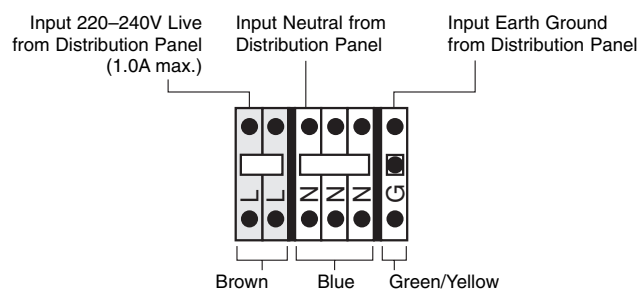 Input 220–240V Live
from Distribution Panel
(1.0A max.)
Input Neutral from
Distribution Panel
Input Earth Ground
from Distribution Panel
L
L
N
N
N
G
Brown
Blue
Green/Yellow